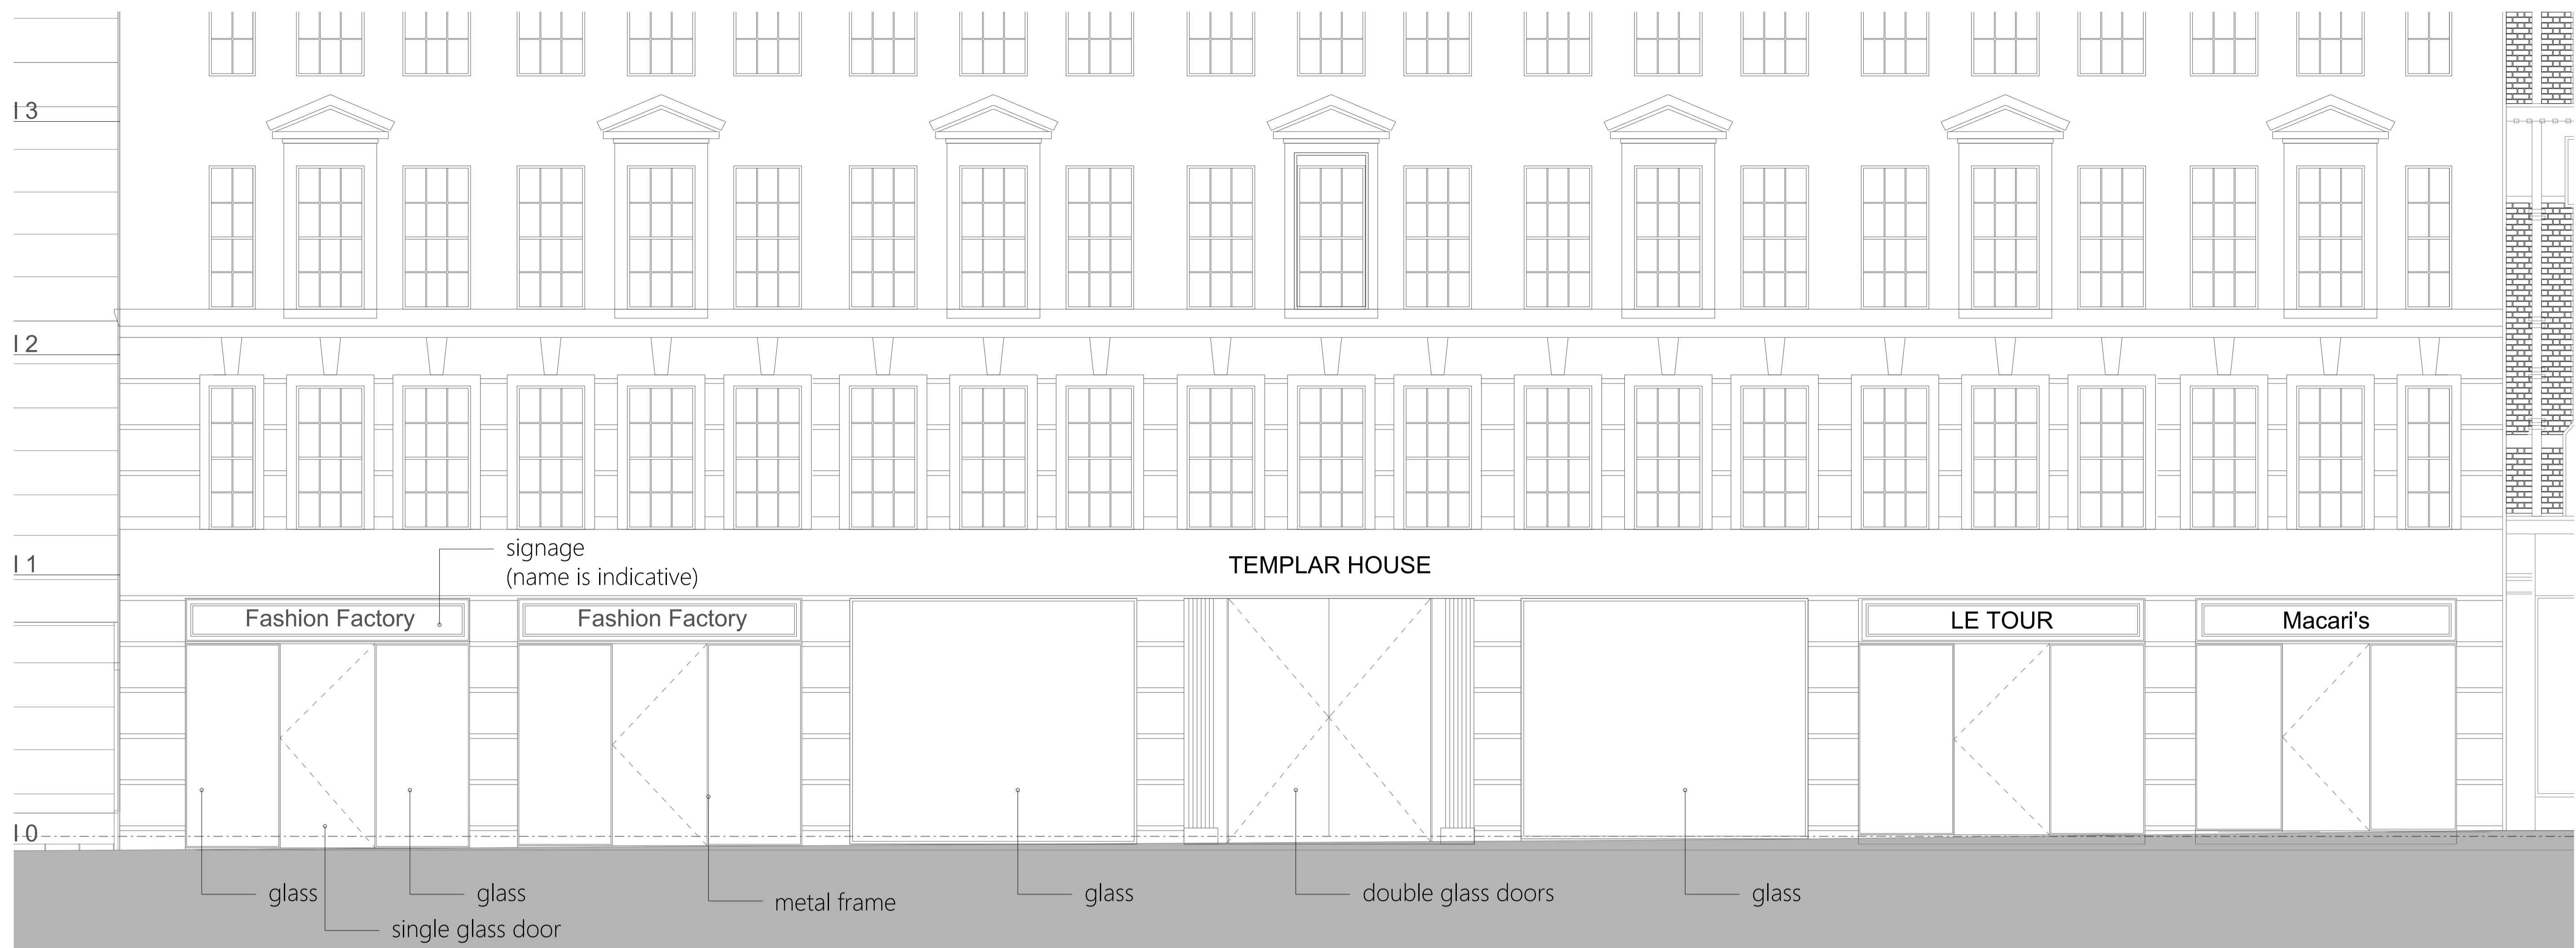 l 3
l 2
signage
(name is indicative)
l 1
TEMPLAR HOUSE
Fashion Factory
Fashion Factory
LE TOUR
Macari's
l 0
glass
glass
metal frame
glass
double glass doors
glass
single glass door